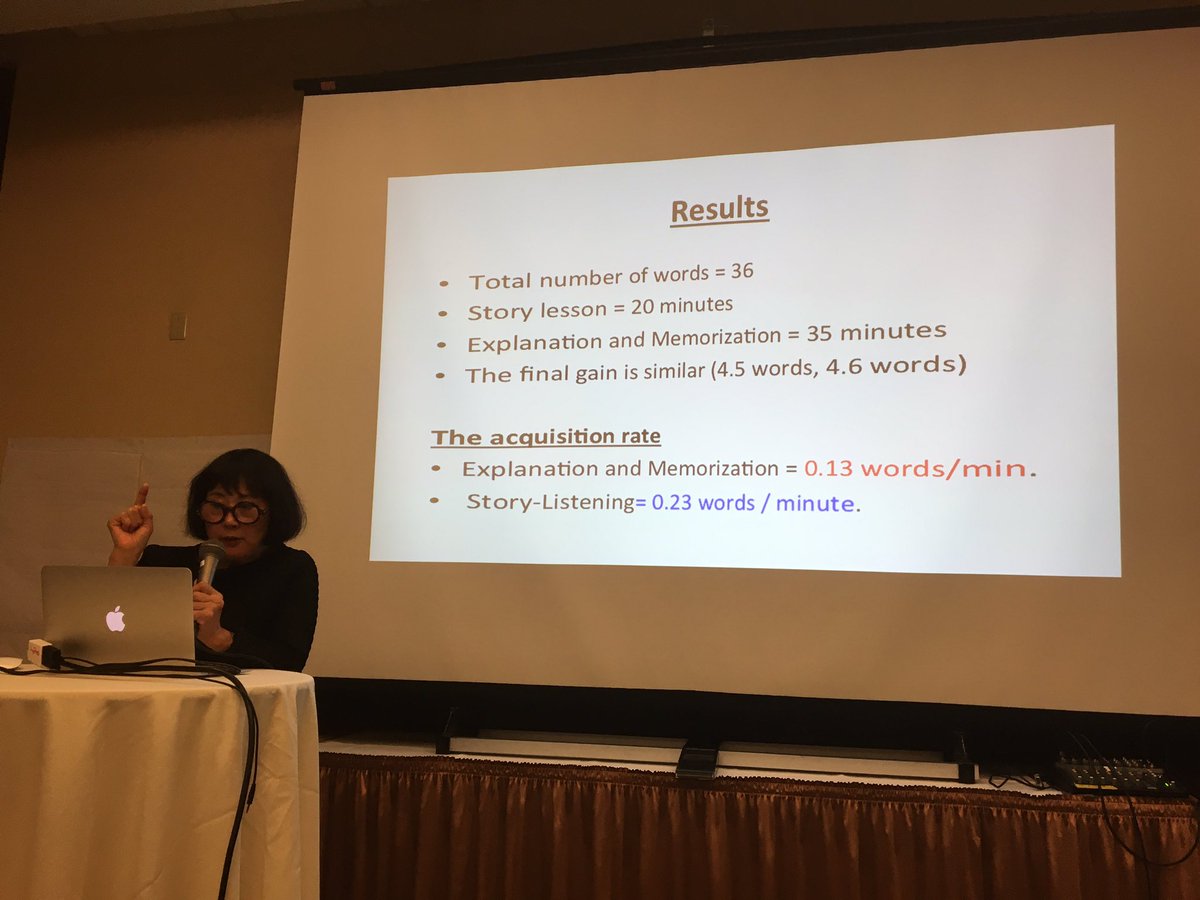 Results
• Total number of words = 36
• Story lesson = 20 minutes
• Explanation and Memorization = 35 minutes
• The final gain is similar (4.5 words, 4.6 words)
The acquisition rate
• Explanation and Memorization = 0.13 words/min.
• Story-Listening= 0.23 words / minute.